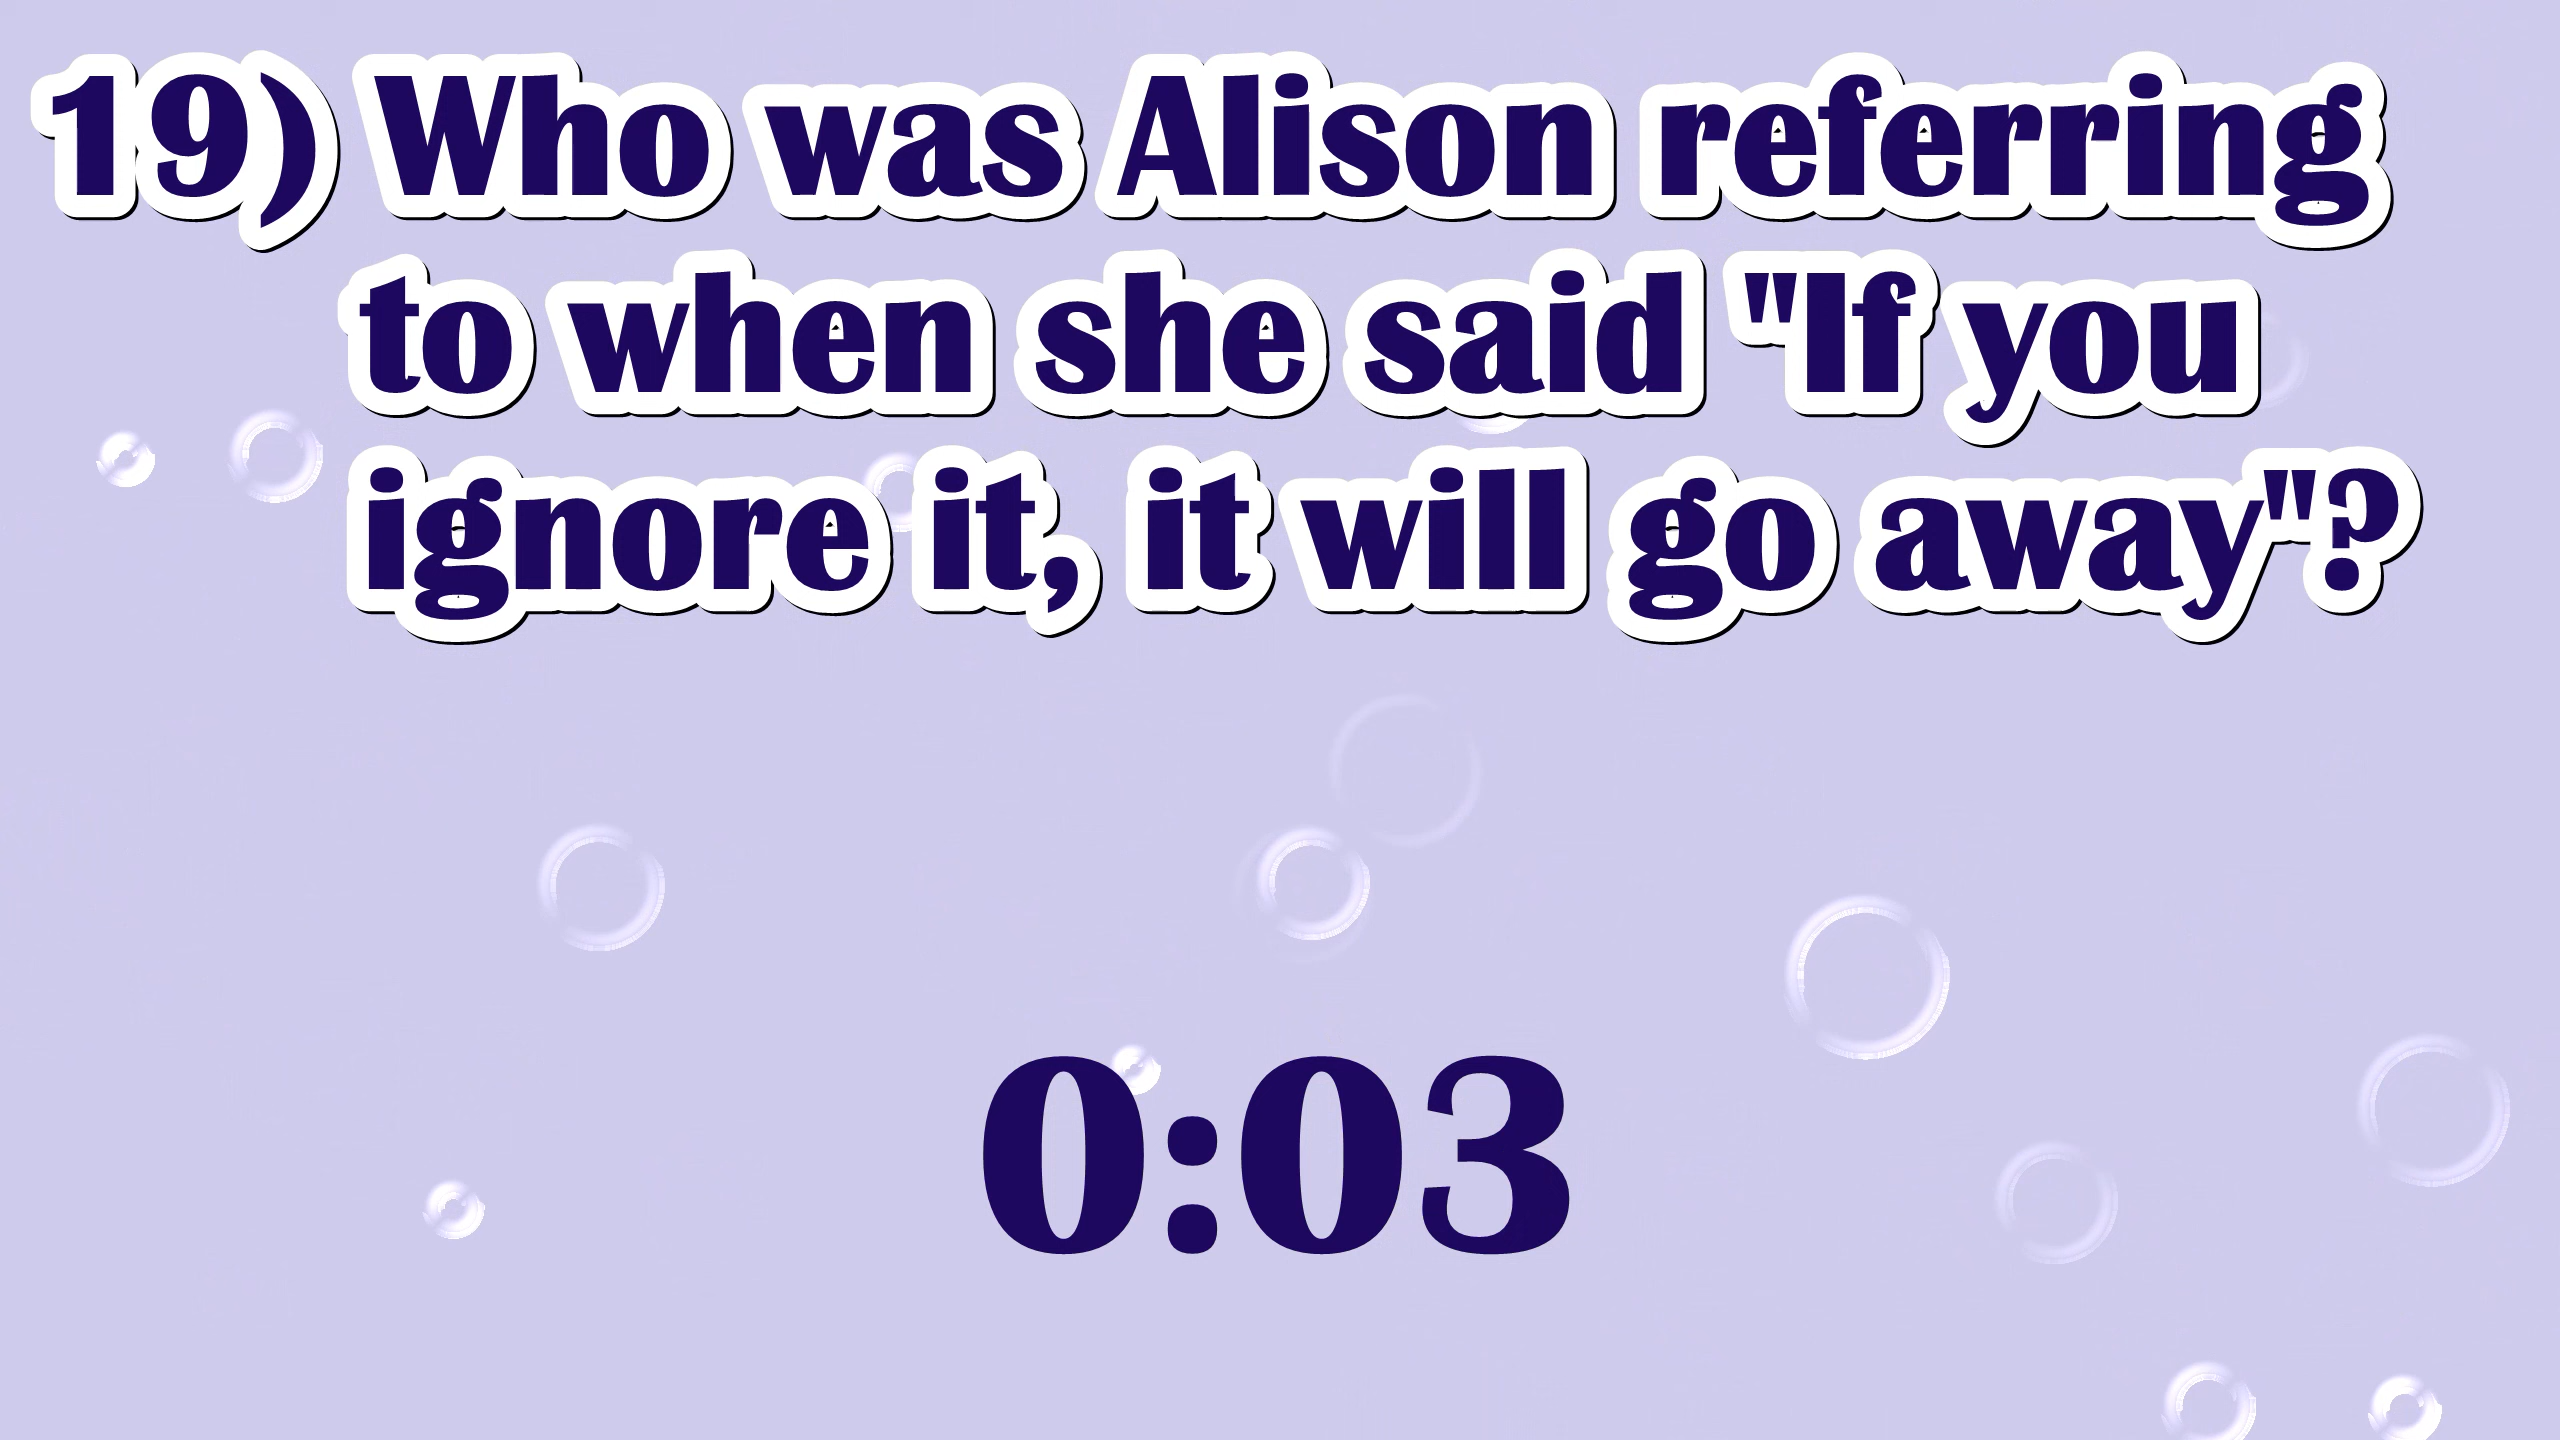 19) Who was Alison referring
to when she said "If you
ignore it, it will go away"?
0:03